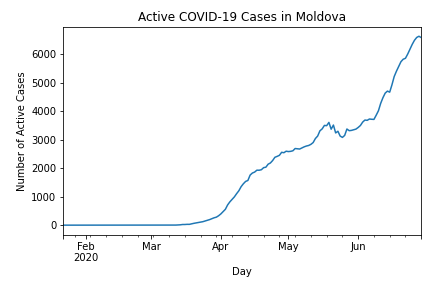 Active COVID-19 Cases in Moldova
Number of Active Cases
6000
5000
4000
3000
2000
1000
0
Feb
2020
Mar
Apr
May
Jun
Day